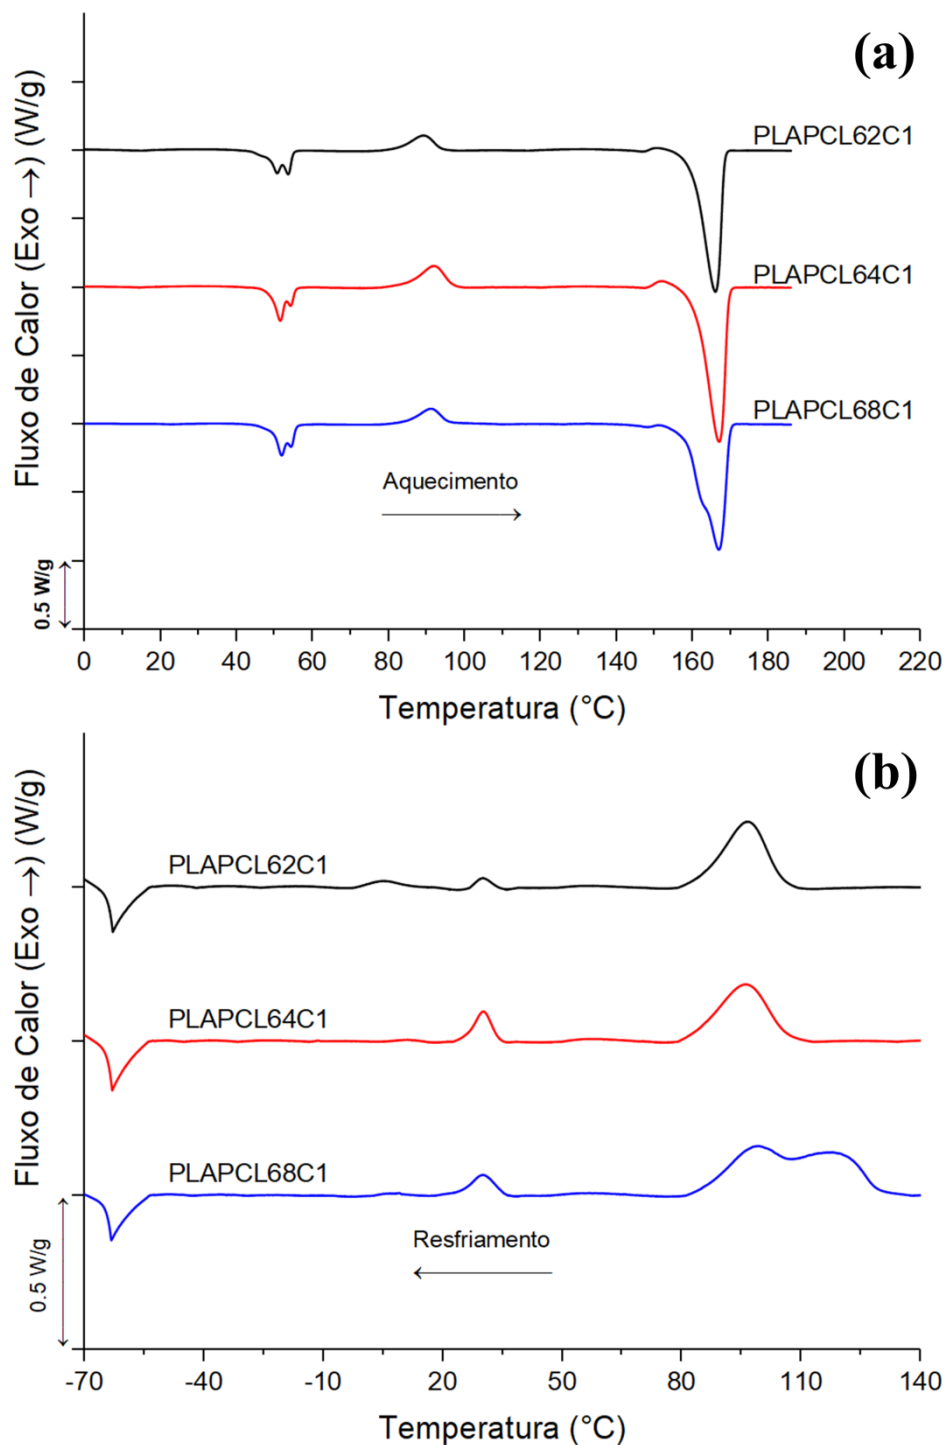 (a)
Fluxo de Calor (Exo →) (W/g)
PLAPCL62C1
PLAPCL64C1
PLAPCL68C1
Aquecimento
0.5 W/g
0 20 40 60 80 100 120 140 160 180 200 220
Temperatura (°C)
(b)
Fluxo de Calor (Exo →) (W/g)
PLAPCL62C1
PLAPCL64C1
PLAPCL68C1
Resfriamento
0.5 W/g
-70 -40 -10 20 50 80 110 140
Temperatura (°C)